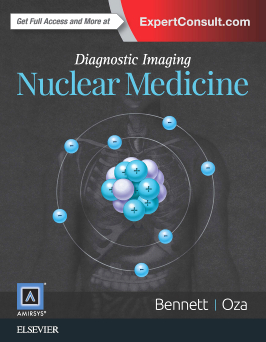 Get Full Access and More at
ExpertConsult.com
Diagnostic Imaging
Nuclear Medicine
Bennett | Oza
A
AMIRSYS®
ELSEVIER